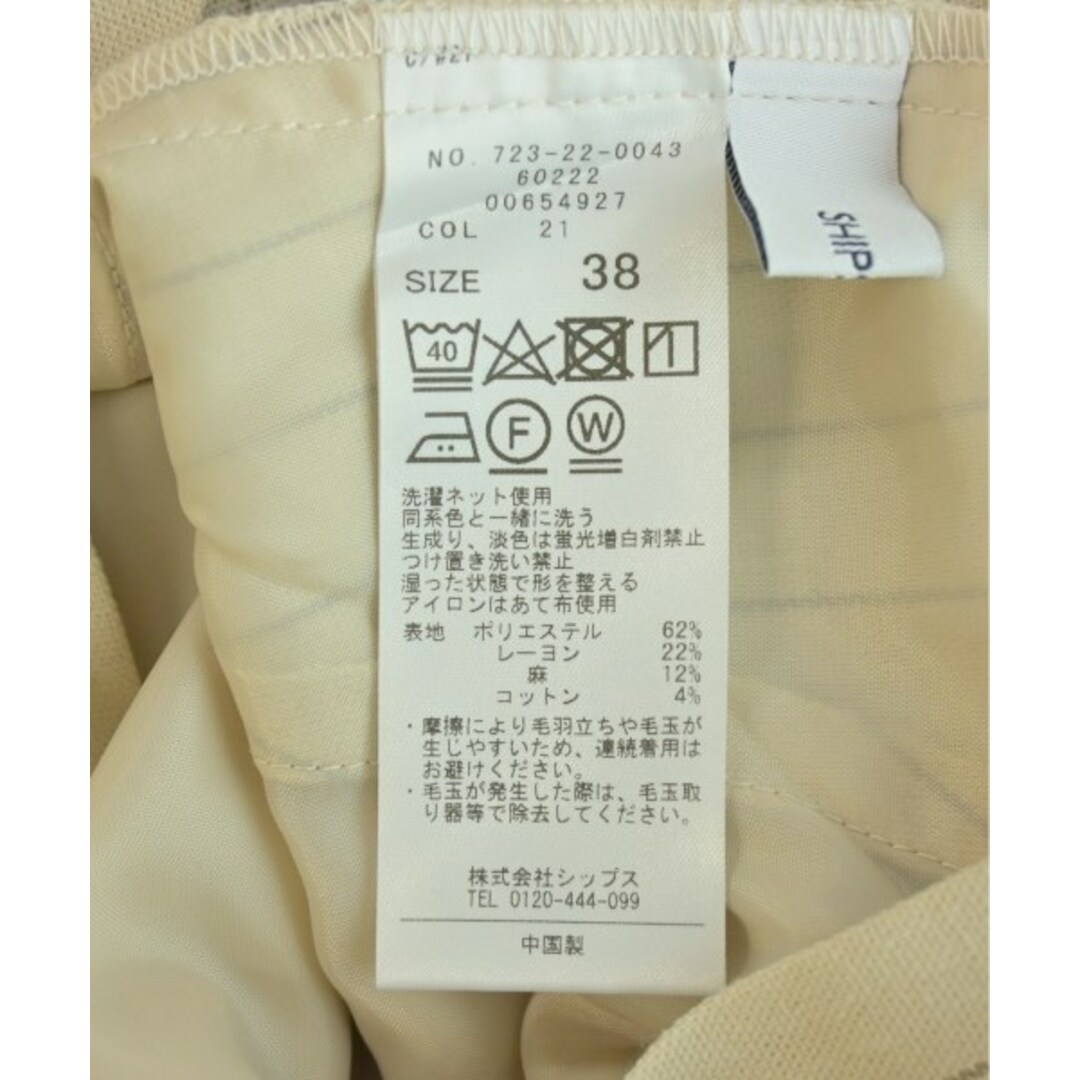 NO. 723-22-0043
60222
00654927
COL 21
SIZE 38
40
F W
洗濯ネット使用
同系色と一緒に洗う
生成り、淡色は蛍光増白剤禁止
つけ置き洗い禁止
湿った状態で形を整える
アイロンはあて布使用
表地 ポリエステル 62%
レーヨン 22%
麻 12%
コットン 4%
・摩擦により毛羽立ちや毛玉が
生じやすいため、連続着用は
お避けください。
・毛玉が発生した際は、毛玉取
り器等で除去してください。
株式会社シップス
TEL 0120-444-099
中国製
SHIPS